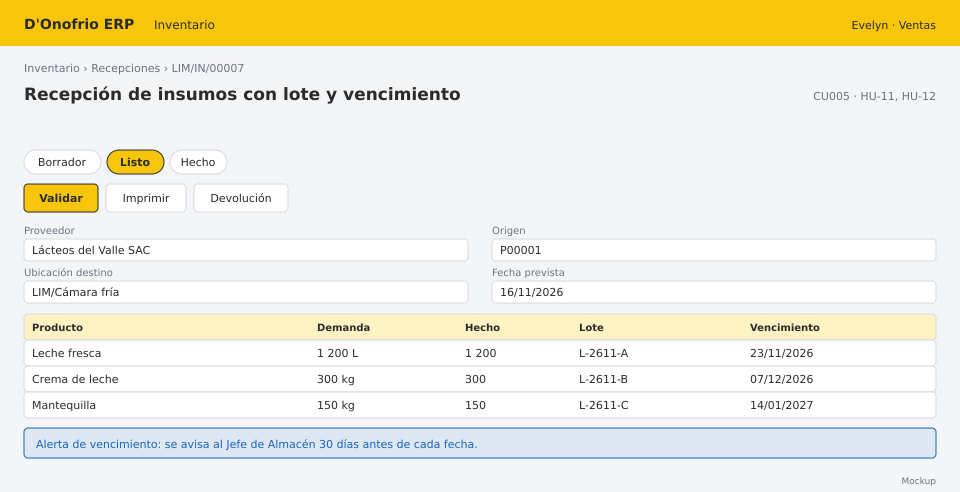 D'Onofrio ERP Inventario Evelyn · Ventas
Inventario › Recepciones › LIM/IN/00007
Recepción de insumos con lote y vencimiento CU005 · HU-11, HU-12
Borrador Listo Hecho
Validar Imprimir Devolución
Proveedor Origen
Lácteos del Valle SAC P00001
Ubicación destino Fecha prevista
LIM/Cámara fría 16/11/2026
Producto Demanda Hecho Lote Vencimiento
Leche fresca 1 200 L 1 200 L-2611-A 23/11/2026
Crema de leche 300 kg 300 L-2611-B 07/12/2026
Mantequilla 150 kg 150 L-2611-C 14/01/2027
Alerta de vencimiento: se avisa al Jefe de Almacén 30 días antes de cada fecha.
Mockup